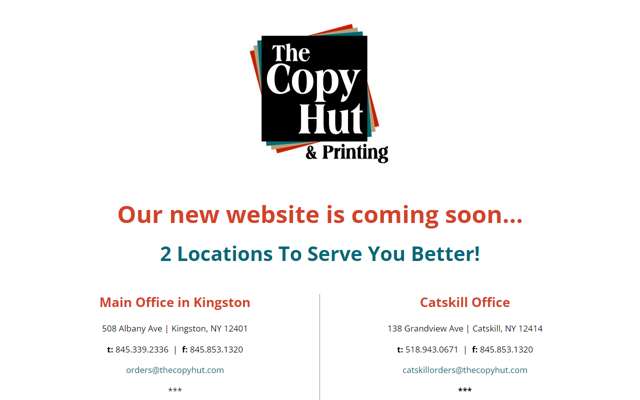 The
Copy
Hut
& Printing
Our new website is coming soon...
2 Locations To Serve You Better!
Main Office in Kingston
508 Albany Ave | Kingston, NY 12401
t: 845.339.2336 | f: 845.853.1320
orders@thecopyhut.com
***
Catskill Office
138 Grandview Ave | Catskill, NY 12414
t: 518.943.0671 | f: 845.853.1320
catskillorders@thecopyhut.com
***